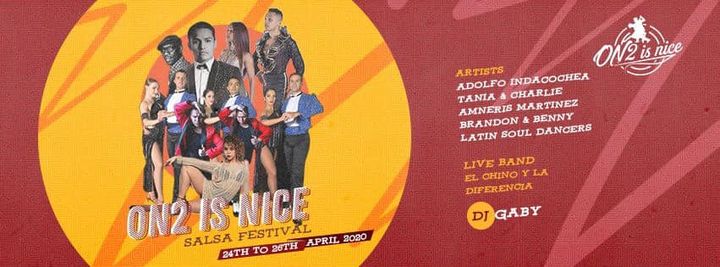 ON2 IS NICE
SALSA FESTIVAL
24TH TO 26TH APRIL 2020
ON2 is nice
ARTISTS
ADOLFO INDACOCHEA
TANIA & CHARLIE
AMNERIS MARTINEZ
BRANDON & BENNY
LATIN SOUL DANCERS
LIVE BAND
EL CHINO Y LA
DIFERENCIA
DJ GABY